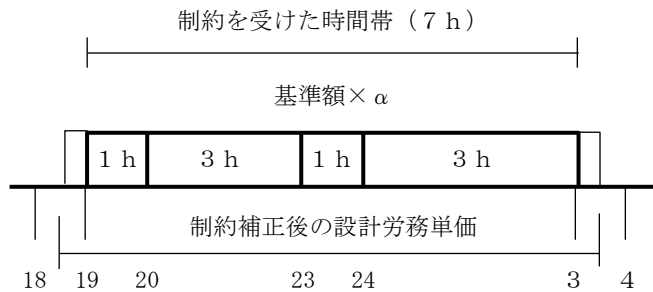 制約を受けた時間帯（７ｈ）
基準額×α
１ｈ ３ｈ １ｈ ３ｈ
制約補正後の設計労務単価
18 19 20 23 24 ３ ４